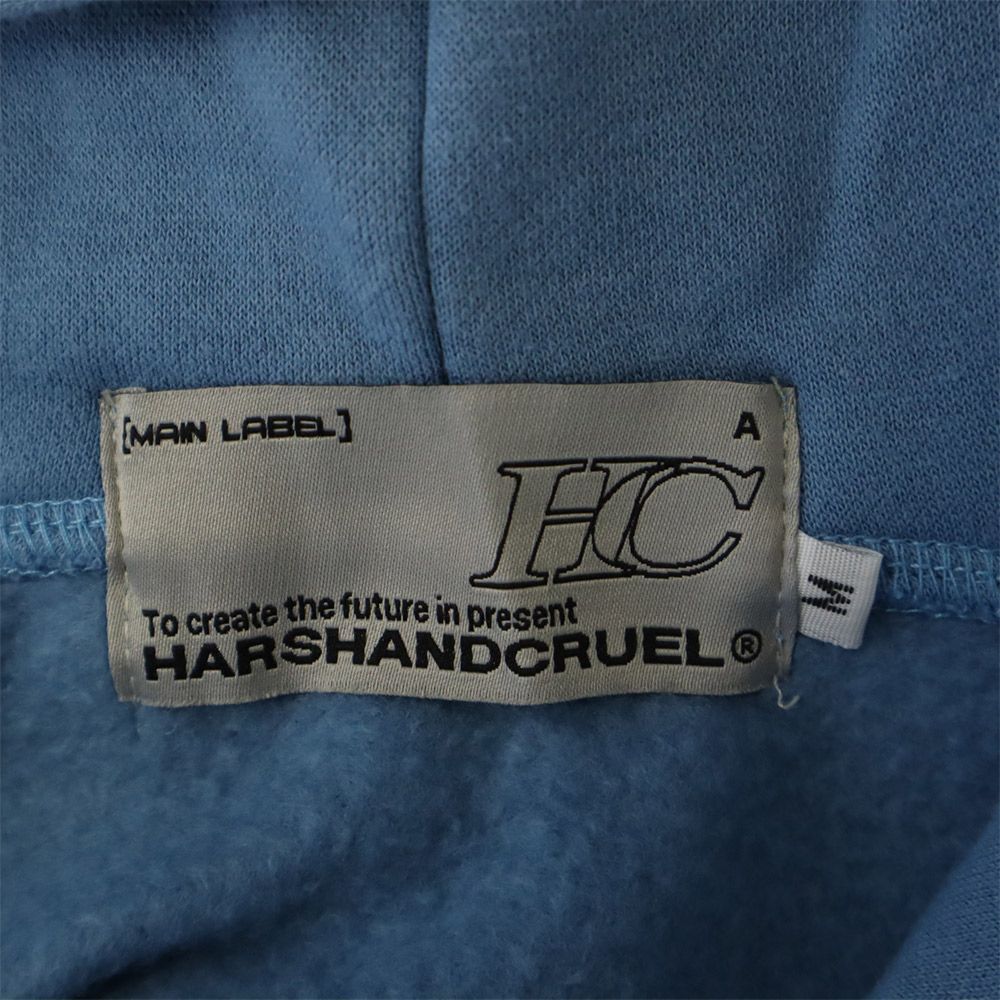 [MAIN LABEL]
A
HC
To create the future in present
HARSHANDCRUEL®
M